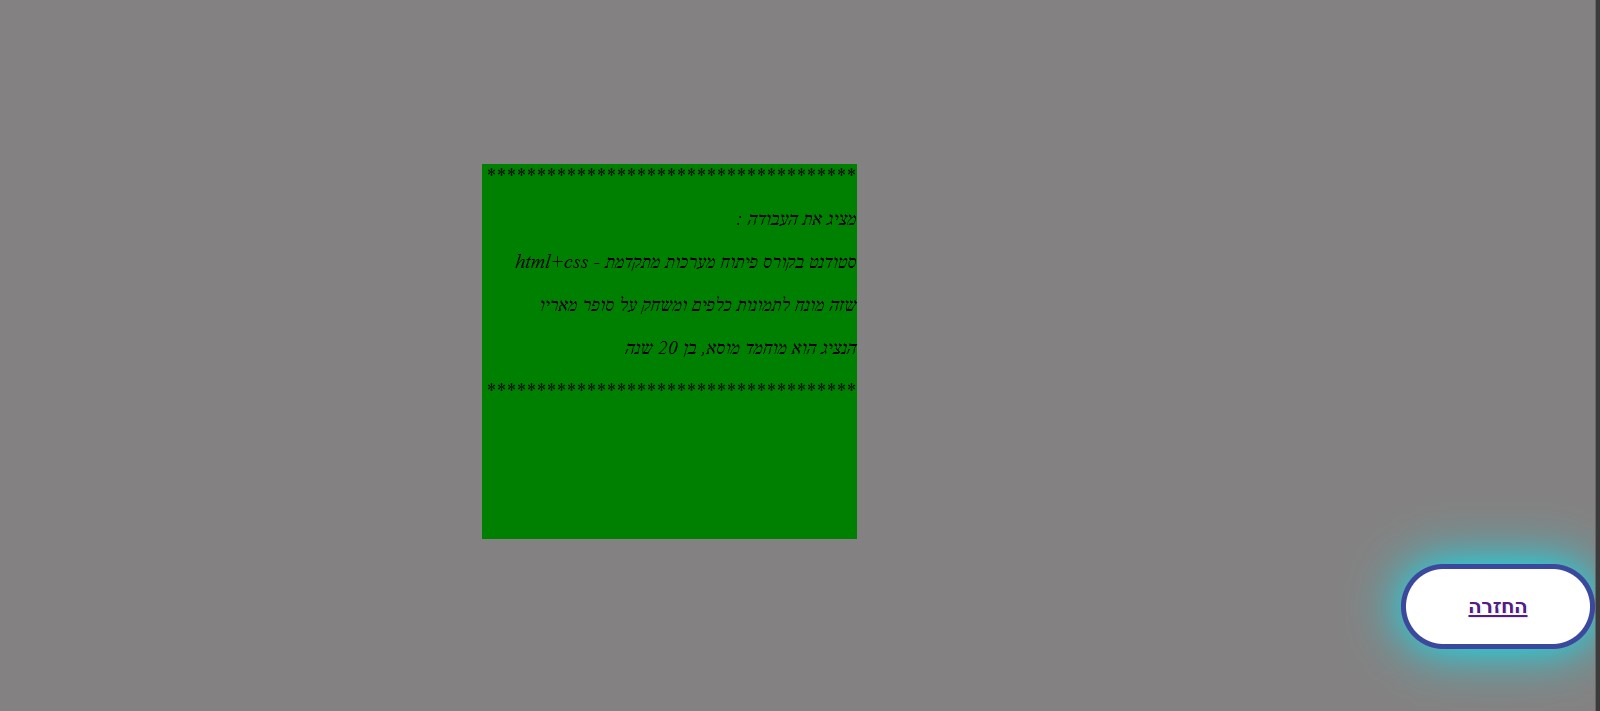 *************************************
מציג את העבודה :
סטודנט בקורס פיתוח מערכות מתקדמת - html+css
שזה מונח לתמונות כלפים ומשחק על סופר מאריו
הנציג הוא מוחמד מוסא, בן 20 שנה
*************************************
החזרה